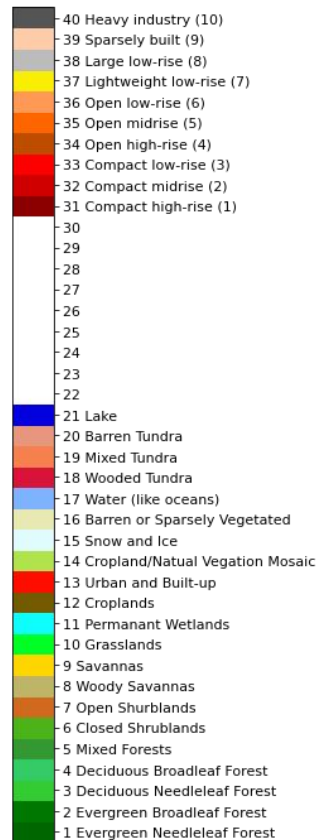 40 Heavy industry (10)
39 Sparsely built (9)
38 Large low-rise (8)
37 Lightweight low-rise (7)
36 Open low-rise (6)
35 Open midrise (5)
34 Open high-rise (4)
33 Compact low-rise (3)
32 Compact midrise (2)
31 Compact high-rise (1)
30
29
28
27
26
25
24
23
22
21 Lake
20 Barren Tundra
19 Mixed Tundra
18 Wooded Tundra
17 Water (like oceans)
16 Barren or Sparsely Vegetated
15 Snow and Ice
14 Cropland/Natual Vegation Mosaic
13 Urban and Built-up
12 Croplands
11 Permanant Wetlands
10 Grasslands
9 Savannas
8 Woody Savannas
7 Open Shurblands
6 Closed Shrublands
5 Mixed Forests
4 Deciduous Broadleaf Forest
3 Deciduous Needleleaf Forest
2 Evergreen Broadleaf Forest
1 Evergreen Needleleaf Forest